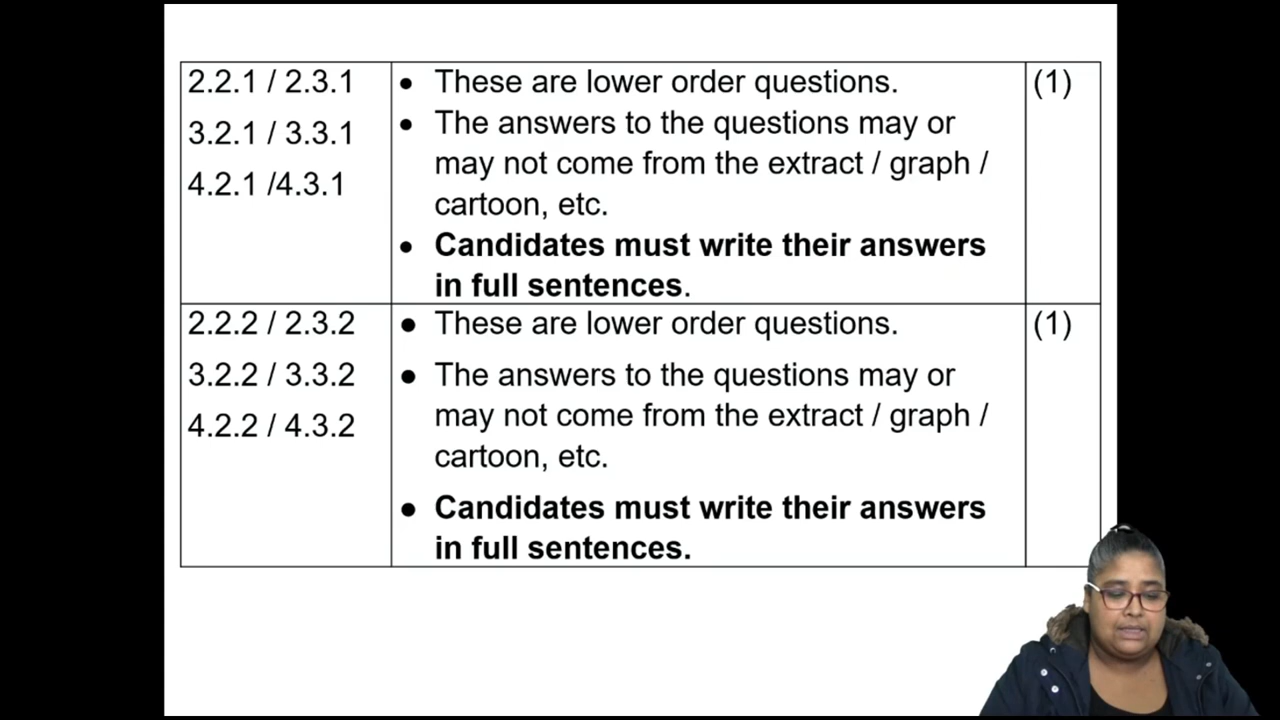 2.2.1 / 2.3.1
3.2.1 / 3.3.1
4.2.1 /4.3.1
● These are lower order questions.
● The answers to the questions may or
may not come from the extract / graph /
cartoon, etc.
● Candidates must write their answers
in full sentences.
(1)
2.2.2 / 2.3.2
3.2.2 / 3.3.2
4.2.2 / 4.3.2
● These are lower order questions.
● The answers to the questions may or
may not come from the extract / graph /
cartoon, etc.
● Candidates must write their answers
in full sentences.
(1)